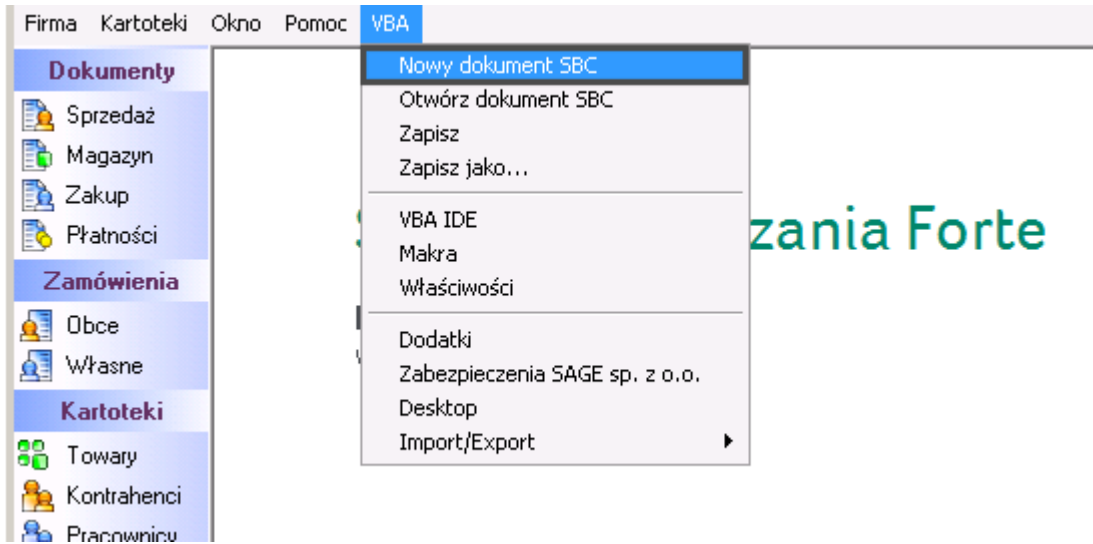 Firma Kartoteki Okno Pomoc VBA
Dokumenty
Sprzedaż
Magazyn
Zakup
Płatności
Zamówienia
Obce
Własne
Kartoteki
Towary
Kontrahenci
Pracownicy
Nowy dokument SBC
Otwórz dokument SBC
Zapisz
Zapisz jako...
VBA IDE
Makra
Właściwości
Dodatki
Zabezpieczenia SAGE sp. z o.o.
Desktop
Import/Export
zania Forte